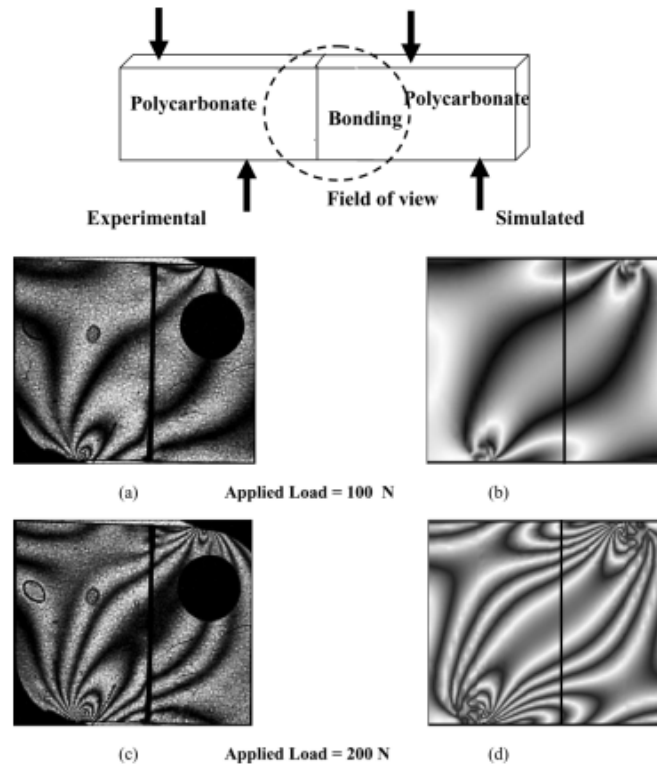 Polycarbonate
Polycarbonate
Bonding
Field of view
Experimental
Simulated
(a)
Applied Load = 100 N
(b)
(c)
Applied Load = 200 N
(d)